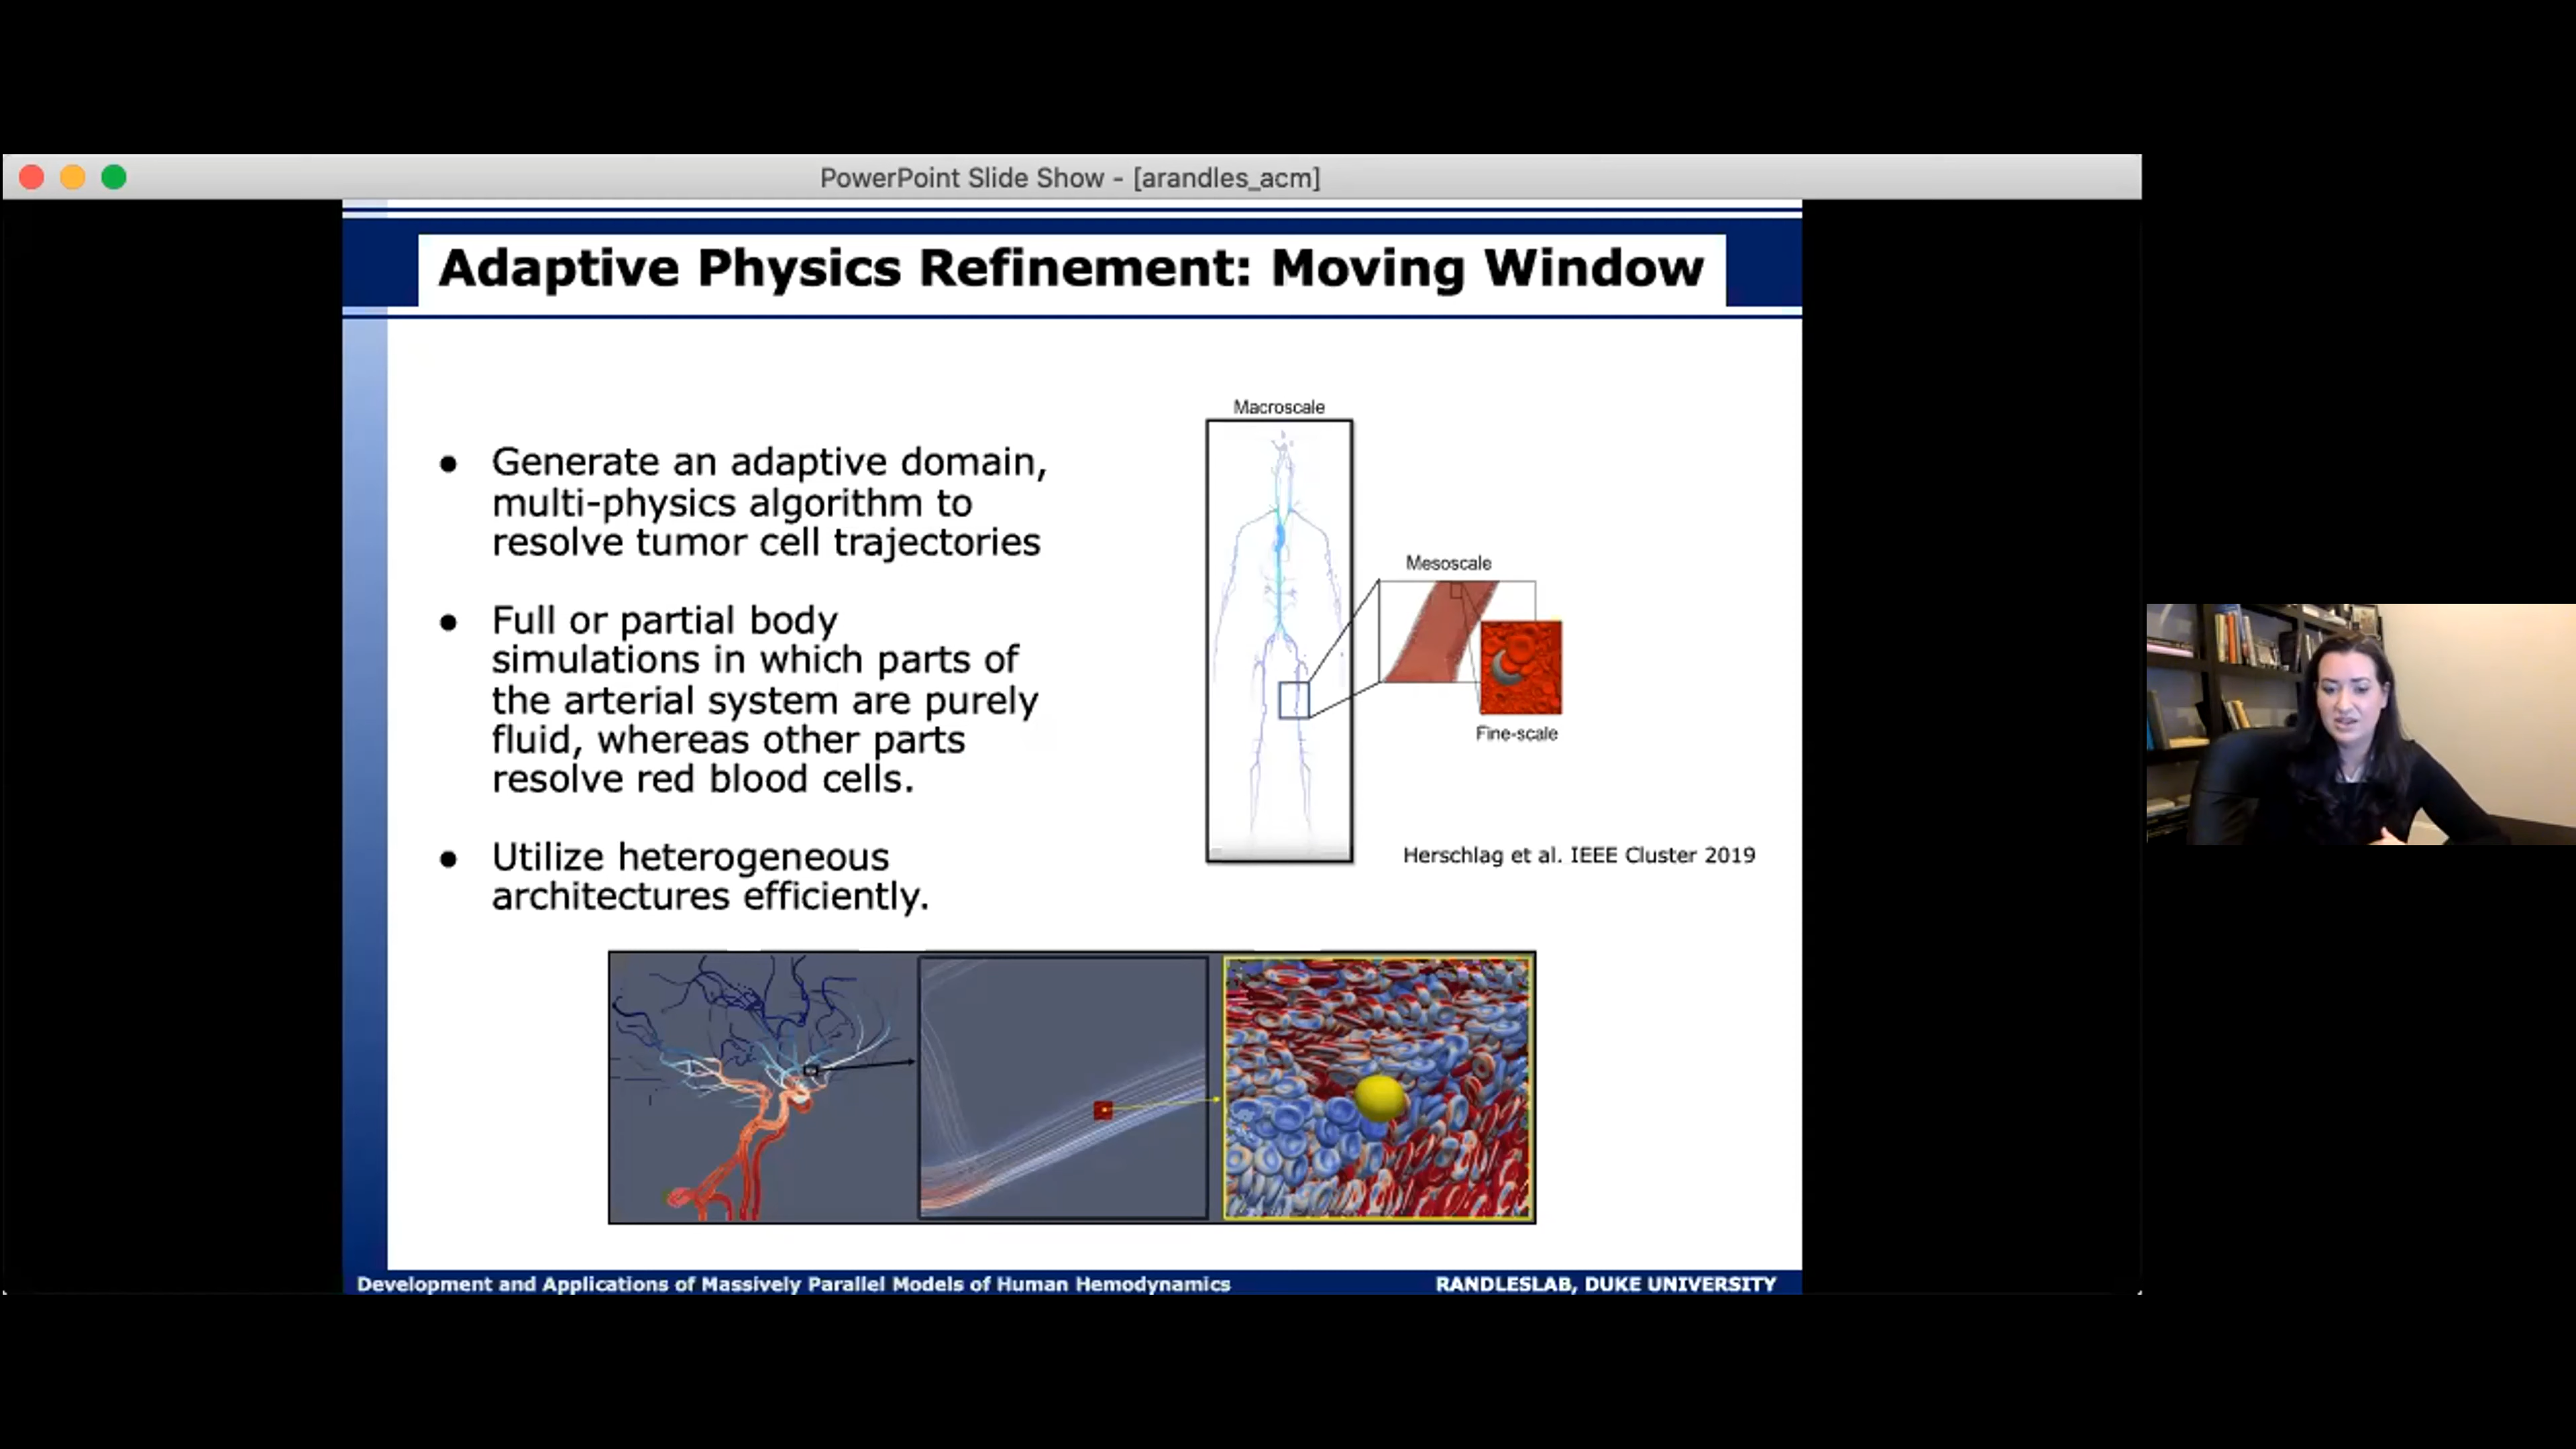 PowerPoint Slide Show - [arandles_acm]
Adaptive Physics Refinement: Moving Window
● Generate an adaptive domain,
multi-physics algorithm to
resolve tumor cell trajectories
● Full or partial body
simulations in which parts of
the arterial system are purely
fluid, whereas other parts
resolve red blood cells.
● Utilize heterogeneous
architectures efficiently.
Macroscale
Mesoscale
Fine-scale
Herschlag et al. IEEE Cluster 2019
Development and Applications of Massively Parallel Models of Human Hemodynamics
RANDLESLAB, DUKE UNIVERSITY